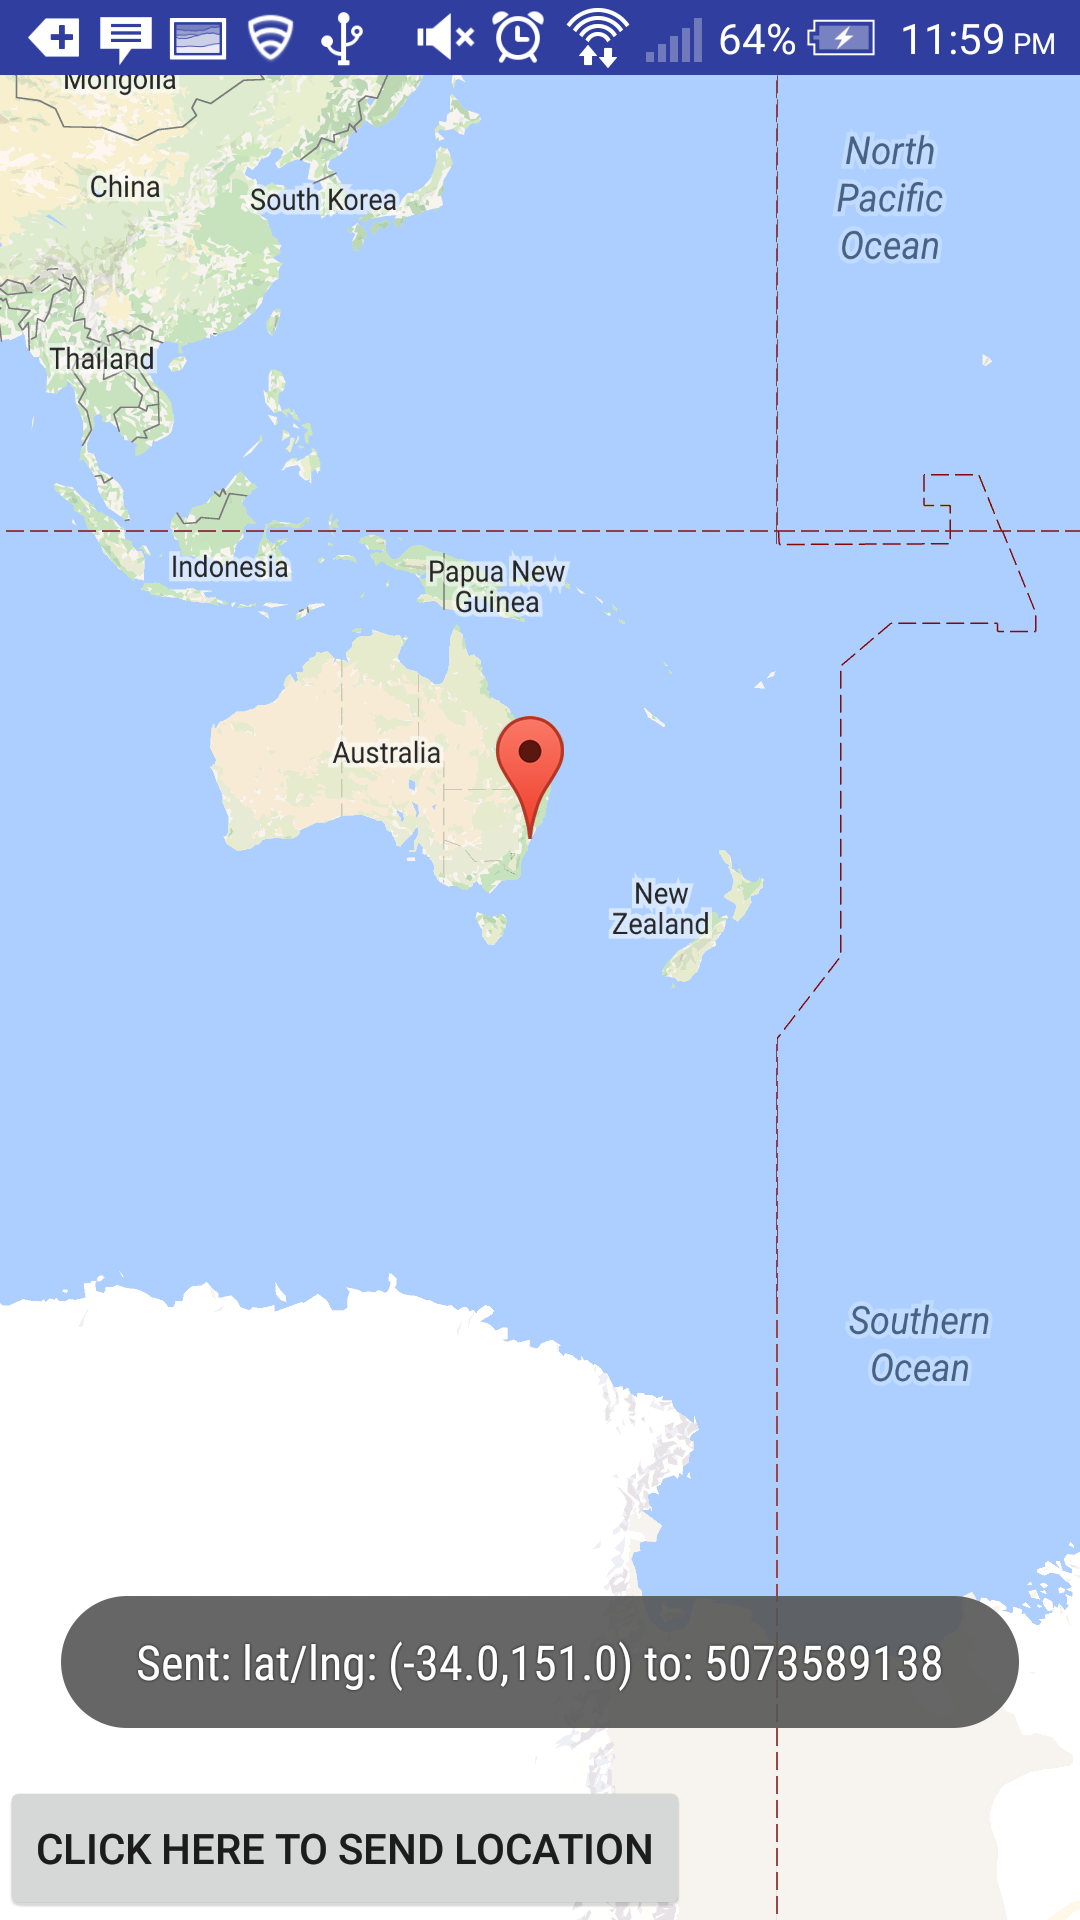 64% 11:59 PM
Mongolia
North
Pacific
Ocean
China
South Korea
Thailand
Indonesia
Papua New
Guinea
Australia
New
Zealand
Southern
Ocean
Sent: lat/lng: (-34.0,151.0) to: 5073589138
CLICK HERE TO SEND LOCATION